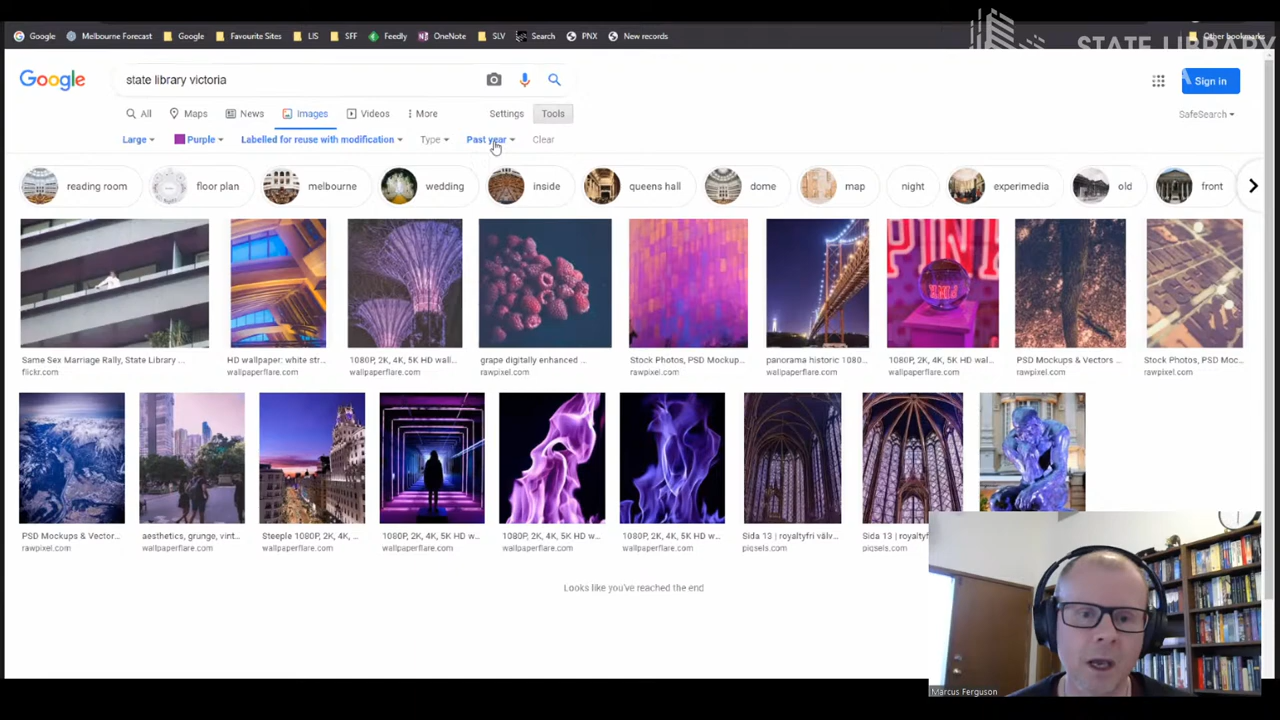 Google
Melbourne Forecast
Google
Favourite Sites
LIS
SFF
Feedly
OneNote
SLV
Search
PNX
New records
Other bookmarks
STATE LIBRARY
Google
state library victoria
Sign in
All
Maps
News
Images
Videos
More
Settings
Tools
SafeSearch
Large
Purple
Labelled for reuse with modification
Type
Past year
Clear
reading room
floor plan
melbourne
wedding
inside
queens hall
dome
map
night
experimedia
old
front
Same Sex Marriage Rally, State Library ...
flickr.com
HD wallpaper: white str...
wallpaperflare.com
1080P, 2K, 4K, 5K HD wall...
wallpaperflare.com
grape digitally enhanced ...
rawpixel.com
Stock Photos, PSD Mockup...
rawpixel.com
panorama historic 1080...
wallpaperflare.com
PINK
1080P, 2K, 4K, 5K HD wal...
wallpaperflare.com
PSD Mockups & Vectors ...
rawpixel.com
Stock Photos, PSD Moc...
rawpixel.com
PSD Mockups & Vector...
rawpixel.com
aesthetics, grunge, vint...
wallpaperflare.com
Steeple 1080P, 2K, 4K, ...
wallpaperflare.com
1080P, 2K, 4K, 5K HD w...
wallpaperflare.com
1080P, 2K, 4K, 5K HD w...
wallpaperflare.com
1080P, 2K, 4K, 5K HD w...
wallpaperflare.com
Sida 13 | royaltyfri válv...
piqsels.com
Sida 13 | roya
piqsels.com
Looks like you've reached the end
Marcus Ferguson